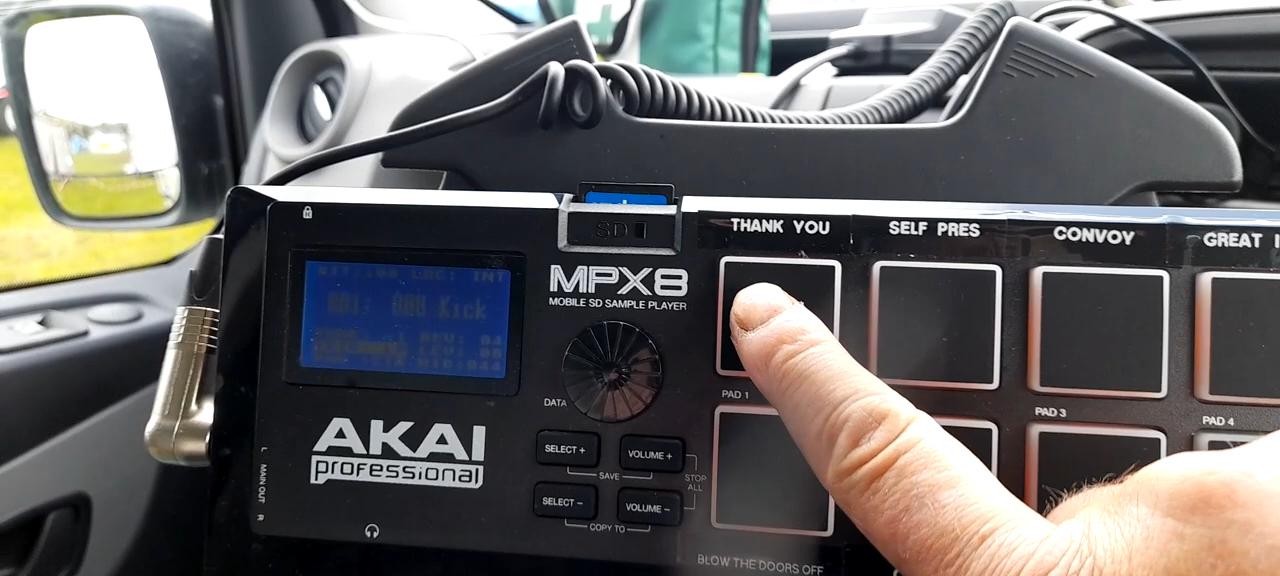 SD
THANK YOU
SELF PRES
CONVOY
GREAT
MPX8
MOBILE SD SAMPLE PLAYER
001: 000 Kick
DATA
PAD 1
PAD 3
PAD 4
AKAI
professional
SELECT +
VOLUME +
SAVE
STOP
ALL
SELECT –
VOLUME –
COPY TO
L MAIN OUT R
BLOW THE DOORS OFF